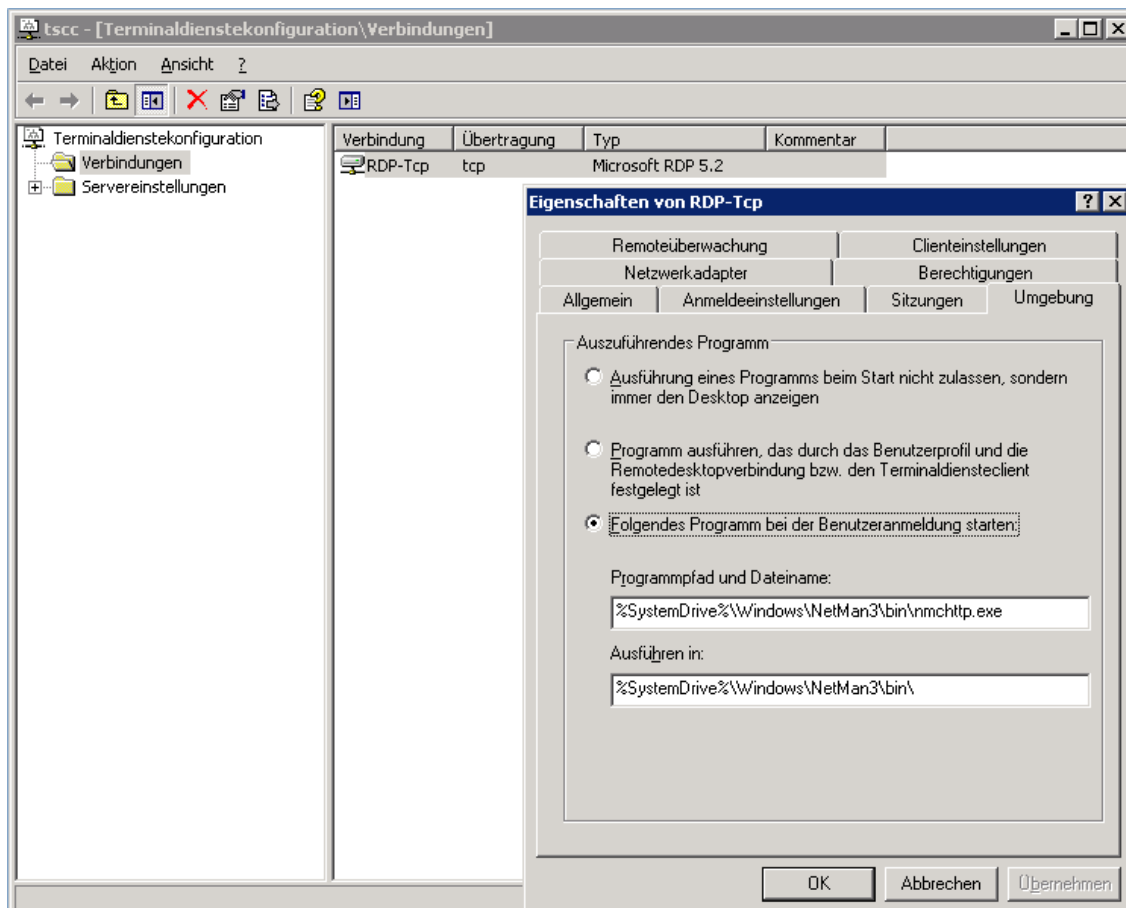 tscc - [Terminaldienstekonfiguration\Verbindungen]
Datei Aktion Ansicht ?
Terminaldienstekonfiguration
Verbindungen
Servereinstellungen
Verbindung Übertragung Typ Kommentar
RDP-Tcp tcp Microsoft RDP 5.2
Eigenschaften von RDP-Tcp
Remoteüberwachung Clienteinstellungen
Netzwerkadapter Berechtigungen
Allgemein Anmeldeeinstellungen Sitzungen Umgebung
Auszuführendes Programm
Ausführung eines Programms beim Start nicht zulassen, sondern
immer den Desktop anzeigen
Programm ausführen, das durch das Benutzerprofil und die
Remotedesktopverbindung bzw. den Terminaldiensteclient
festgelegt ist
Folgendes Programm bei der Benutzeranmeldung starten:
Programmpfad und Dateiname:
%SystemDrive%\Windows\NetMan3\bin\nmchttp.exe
Ausführen in:
%SystemDrive%\Windows\NetMan3\bin\
OK Abbrechen Übernehmen